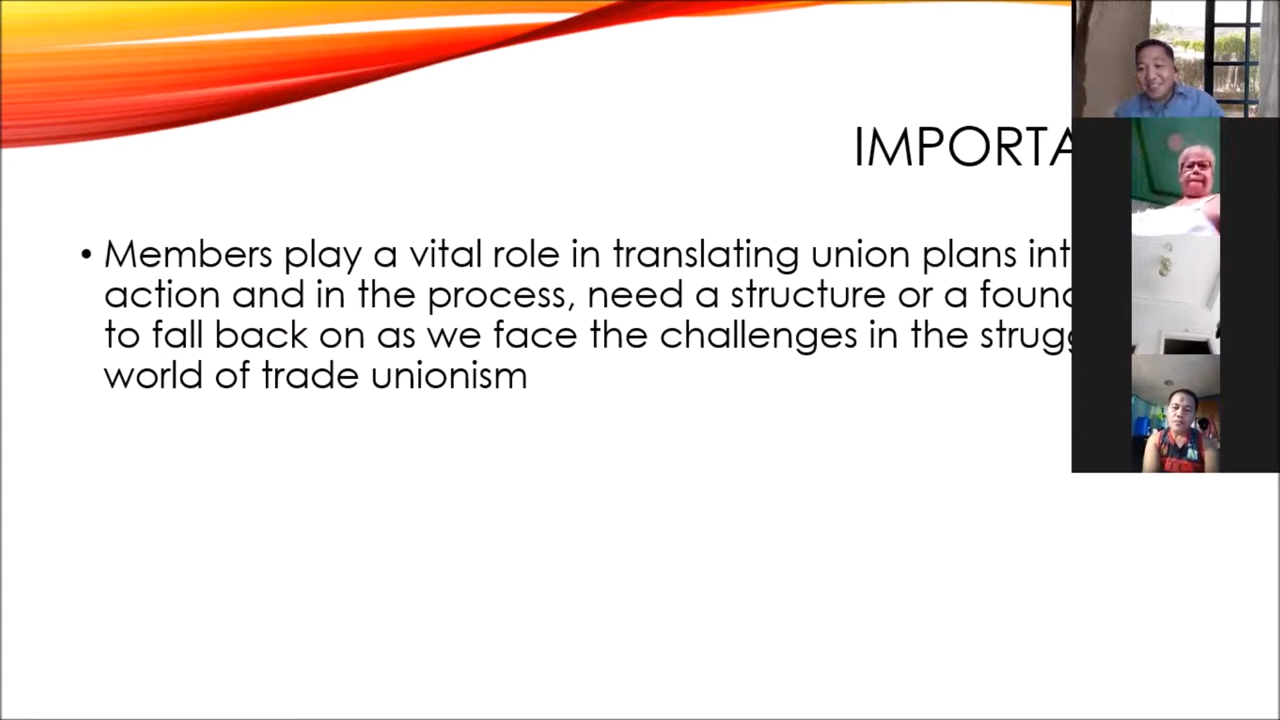 IMPORTA
• Members play a vital role in translating union plans int
action and in the process, need a structure or a found
to fall back on as we face the challenges in the strugg
world of trade unionism